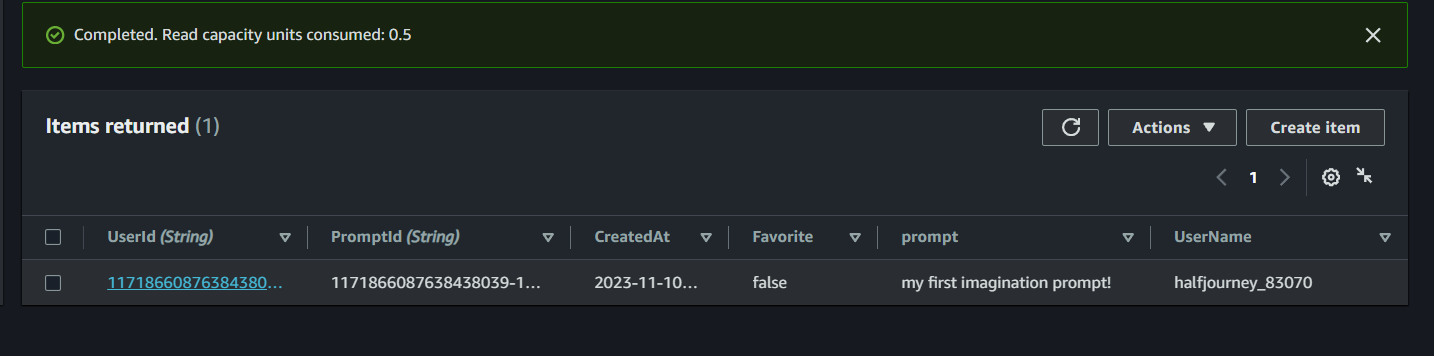 Completed. Read capacity units consumed: 0.5
Items returned (1)
Actions Create item
1
UserId (String) PromptId (String) CreatedAt Favorite prompt UserName
11718660876384380... 1171866087638438039-1... 2023-11-10... false my first imagination prompt! halfjourney_83070